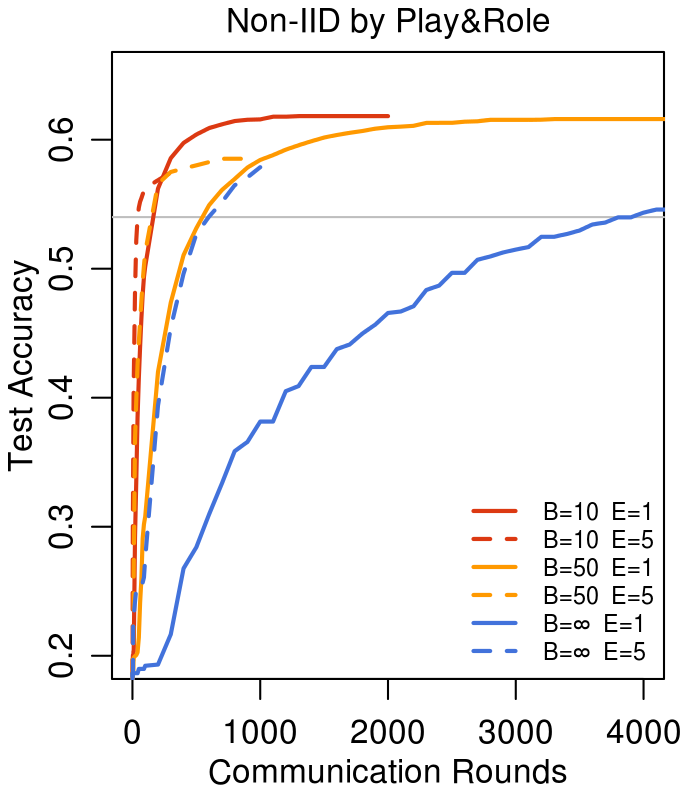 Non-IID by Play&Role
Test Accuracy
0.6
0.5
0.4
0.3
0.2
B=10 E=1
B=10 E=5
B=50 E=1
B=50 E=5
B=∞ E=1
B=∞ E=5
0 1000 2000 3000 4000
Communication Rounds